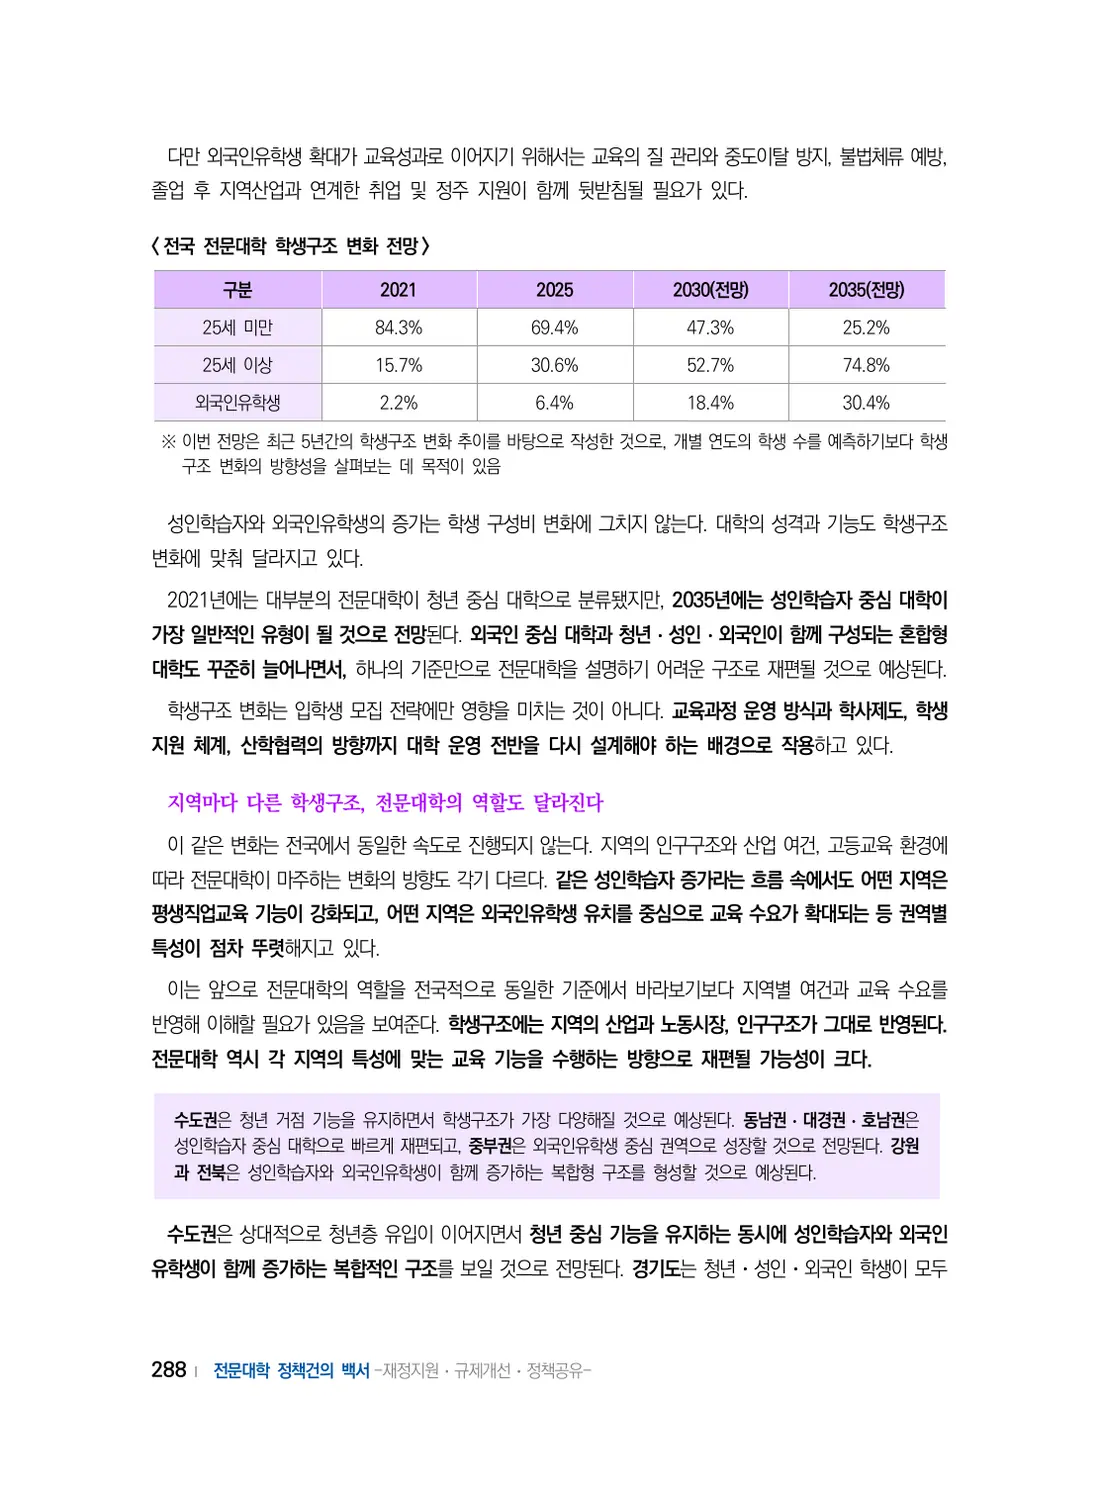 다만 외국인유학생 확대가 교육성과로 이어지기 위해서는 교육의 질 관리와 중도이탈 방지, 불법체류 예방,
졸업 후 지역산업과 연계한 취업 및 정주 지원이 함께 뒷받침될 필요가 있다.
< 전국 전문대학 학생구조 변화 전망 >
구분 2021 2025 2030(전망) 2035(전망)
25세 미만 84.3% 69.4% 47.3% 25.2%
25세 이상 15.7% 30.6% 52.7% 74.8%
외국인유학생 2.2% 6.4% 18.4% 30.4%
※ 이번 전망은 최근 5년간의 학생구조 변화 추이를 바탕으로 작성한 것으로, 개별 연도의 학생 수를 예측하기보다 학생
구조 변화의 방향성을 살펴보는 데 목적이 있음
성인학습자와 외국인유학생의 증가는 학생 구성비 변화에 그치지 않는다. 대학의 성격과 기능도 학생구조
변화에 맞춰 달라지고 있다.
2021년에는 대부분의 전문대학이 청년 중심 대학으로 분류됐지만, 2035년에는 성인학습자 중심 대학이
가장 일반적인 유형이 될 것으로 전망된다. 외국인 중심 대학과 청년·성인·외국인이 함께 구성되는 혼합형
대학도 꾸준히 늘어나면서, 하나의 기준만으로 전문대학을 설명하기 어려운 구조로 재편될 것으로 예상된다.
학생구조 변화는 입학생 모집 전략에만 영향을 미치는 것이 아니다. 교육과정 운영 방식과 학사제도, 학생
지원 체계, 산학협력의 방향까지 대학 운영 전반을 다시 설계해야 하는 배경으로 작용하고 있다.
지역마다 다른 학생구조, 전문대학의 역할도 달라진다
이 같은 변화는 전국에서 동일한 속도로 진행되지 않는다. 지역의 인구구조와 산업 여건, 고등교육 환경에
따라 전문대학이 마주하는 변화의 방향도 각기 다르다. 같은 성인학습자 증가라는 흐름 속에서도 어떤 지역은
평생직업교육 기능이 강화되고, 어떤 지역은 외국인유학생 유치를 중심으로 교육 수요가 확대되는 등 권역별
특성이 점차 뚜렷해지고 있다.
이는 앞으로 전문대학의 역할을 전국적으로 동일한 기준에서 바라보기보다 지역별 여건과 교육 수요를
반영해 이해할 필요가 있음을 보여준다. 학생구조에는 지역의 산업과 노동시장, 인구구조가 그대로 반영된다.
전문대학 역시 각 지역의 특성에 맞는 교육 기능을 수행하는 방향으로 재편될 가능성이 크다.
수도권은 청년 거점 기능을 유지하면서 학생구조가 가장 다양해질 것으로 예상된다. 동남권·대경권·호남권은
성인학습자 중심 대학으로 빠르게 재편되고, 중부권은 외국인유학생 중심 권역으로 성장할 것으로 전망된다. 강원
과 전북은 성인학습자와 외국인유학생이 함께 증가하는 복합형 구조를 형성할 것으로 예상된다.
수도권은 상대적으로 청년층 유입이 이어지면서 청년 중심 기능을 유지하는 동시에 성인학습자와 외국인
유학생이 함께 증가하는 복합적인 구조를 보일 것으로 전망된다. 경기도는 청년·성인·외국인 학생이 모두
288 | 전문대학 정책건의 백서 -재정지원·규제개선·정책공유-